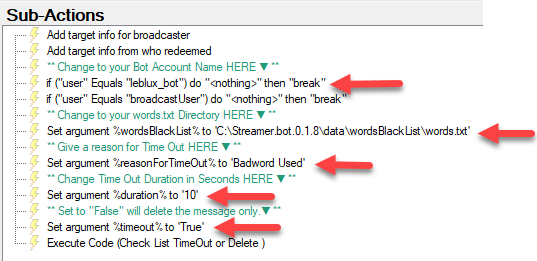 Sub-Actions
Add target info for broadcaster
Add target info from who redeemed
** Change to your Bot Account Name HERE ▼ **
if ("user" Equals "leblux_bot") do "<nothing>" then "break"
if ("user" Equals "broadcastUser") do "<nothing>" then "break"
** Change to your words.txt Directory HERE ▼ **
Set argument %wordsBlackList% to 'C:\Streamer.bot.0.1.8\data\wordsBlackList\words.txt'
** Give a reason for Time Out HERE ▼ **
Set argument %reasonForTimeOut% to 'Badword Used'
** Change Time Out Duration in Seconds HERE ▼ **
Set argument %duration% to '10'
** Set to "False" will delete the message only.▼ **
Set argument %timeout% to 'True'
Execute Code (Check List TimeOut or Delete )